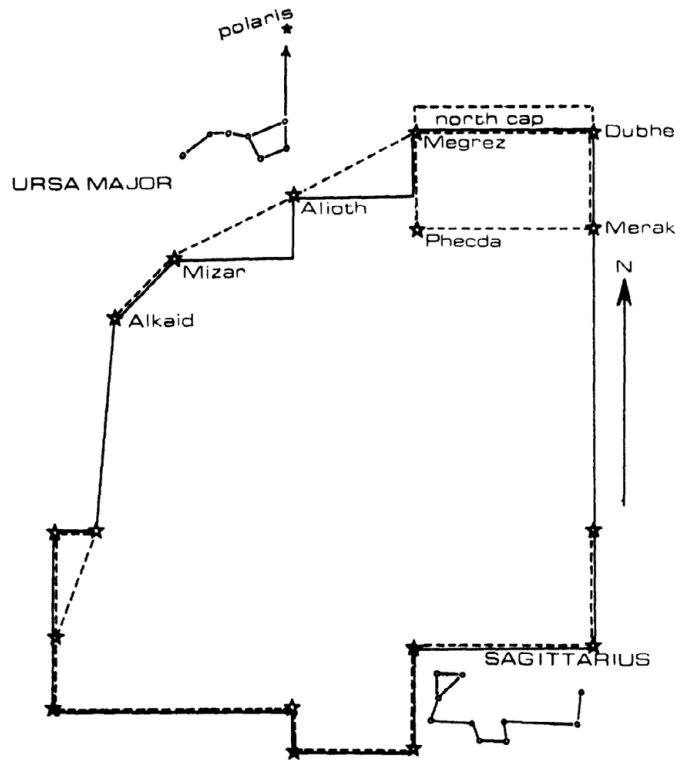 polaris
north cap
Megrez
Dubhe
URSA MAJOR
Alioth
Phecda
Merak
Mizar
N
Alkaid
SAGITTARIUS